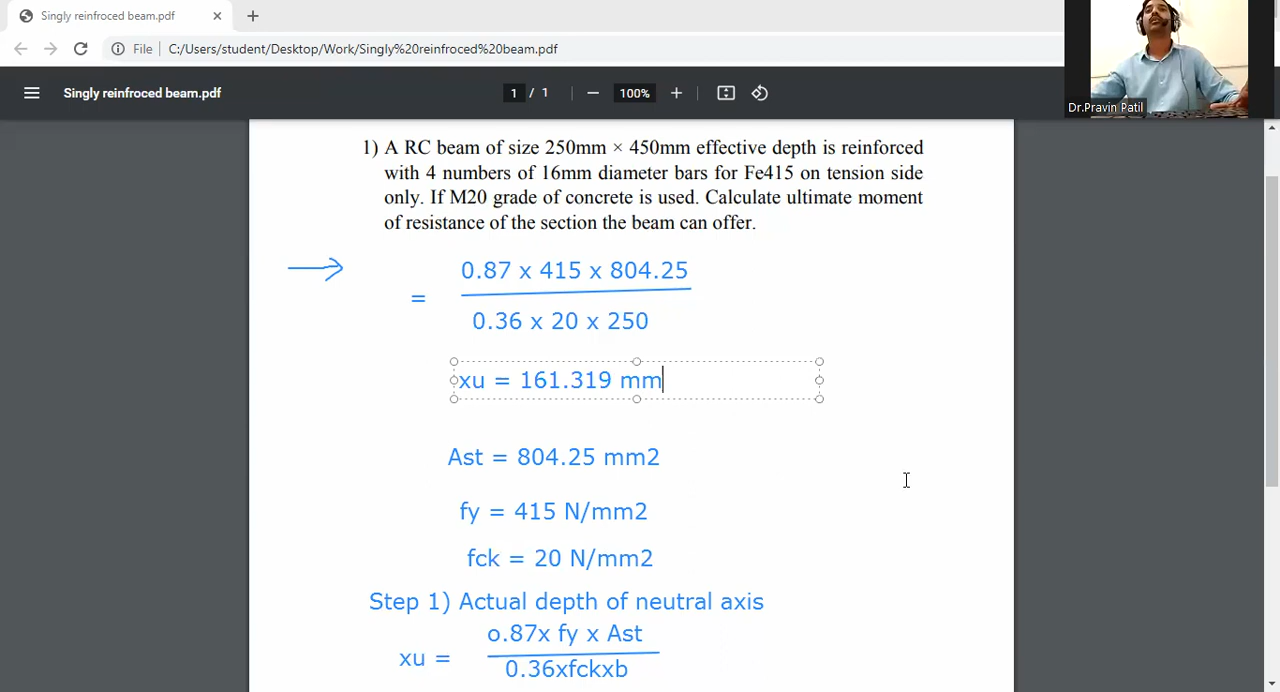 Singly reinfroced beam.pdf
File C:/Users/student/Desktop/Work/Singly%20reinfroced%20beam.pdf
Singly reinfroced beam.pdf
1 / 1
100%
Dr.Pravin Patil
1) A RC beam of size 250mm × 450mm effective depth is reinforced
with 4 numbers of 16mm diameter bars for Fe415 on tension side
only. If M20 grade of concrete is used. Calculate ultimate moment
of resistance of the section the beam can offer.
0.87 x 415 x 804.25
=
0.36 x 20 x 250
xu = 161.319 mm
Ast = 804.25 mm2
fy = 415 N/mm2
fck = 20 N/mm2
Step 1) Actual depth of neutral axis
o.87x fy x Ast
xu =
0.36xfckxb